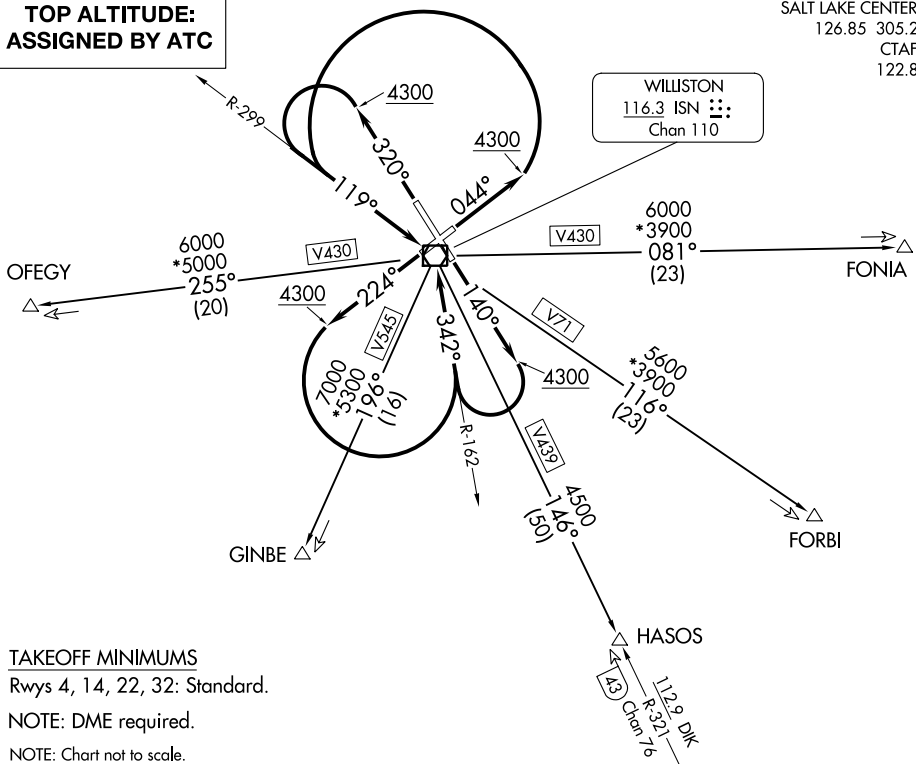 TOP ALTITUDE:
ASSIGNED BY ATC
SALT LAKE CENTER
126.85 305.2
CTAF
122.8
WILLISTON
116.3 ISN
Chan 110
R-299
4300
320°
119°
4300
044°
6000
*5000
255°
(20)
V430
OFEGY
V430
6000
*3900
081°
(23)
FONIA
4300
224°
V545
7000
*5300
196°
(16)
GINBE
342°
R-162
140°
4300
V71
5600
*3900
116°
(23)
FORBI
V439
4500
146°
(50)
HASOS
43
112.9 DIK
R-321
Chan 76
TAKEOFF MINIMUMS
Rwys 4, 14, 22, 32: Standard.
NOTE: DME required.
NOTE: Chart not to scale.